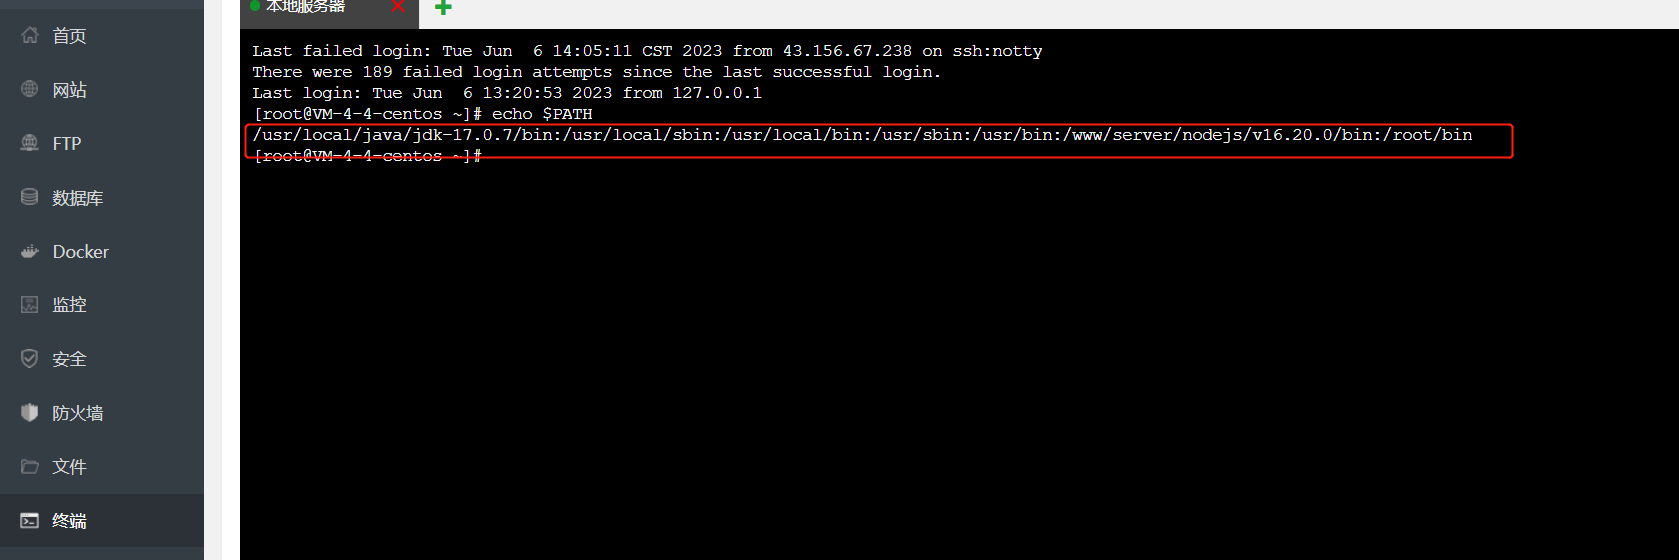 首页
网站
FTP
数据库
Docker
监控
安全
防火墙
文件
终端
本地服务器
Last failed login: Tue Jun  6 14:05:11 CST 2023 from 43.156.67.238 on ssh:notty
There were 189 failed login attempts since the last successful login.
Last login: Tue Jun  6 13:20:53 2023 from 127.0.0.1
[root@VM-4-4-centos ~]# echo $PATH
/usr/local/java/jdk-17.0.7/bin:/usr/local/sbin:/usr/local/bin:/usr/sbin:/usr/bin:/www/server/nodejs/v16.20.0/bin:/root/bin
[root@VM-4-4-centos ~]#